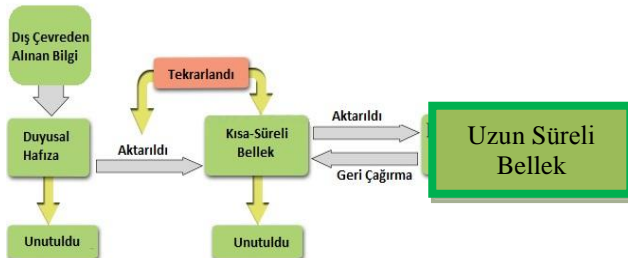 Dış Çevreden
Alınan Bilgi
Tekrarlandı
Duyusal
Hafıza
Aktarıldı
Kısa-Süreli
Bellek
Aktarıldı
Geri Çağırma
Uzun Süreli
Bellek
Unutuldu
Unutuldu